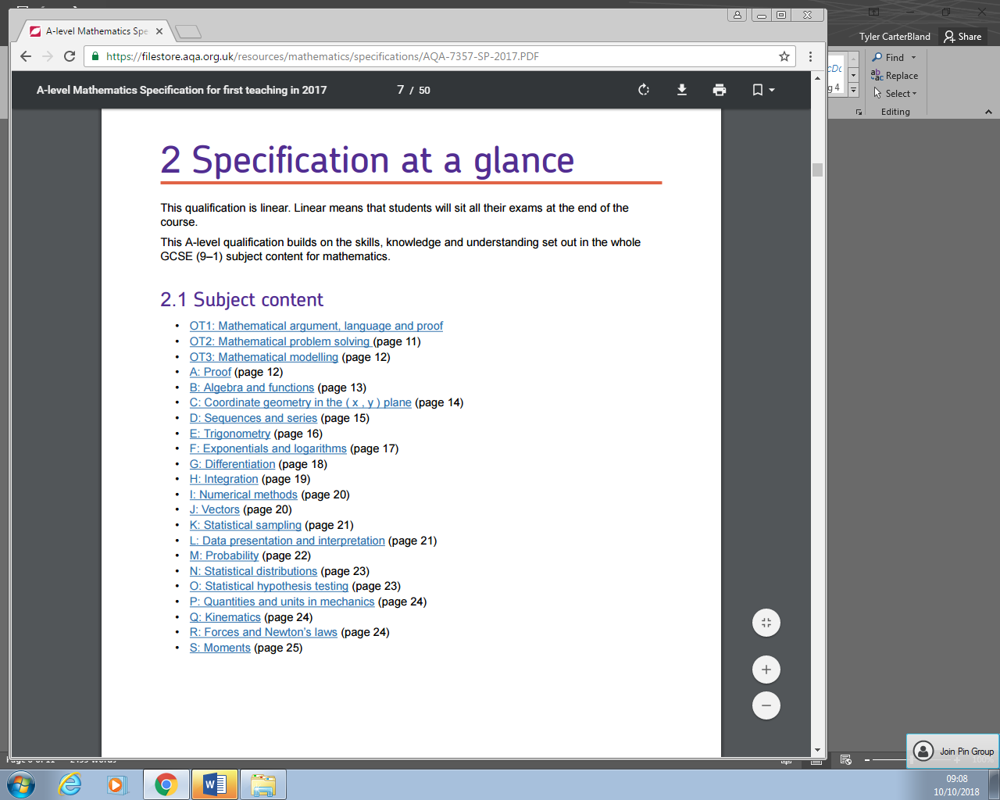 A-level Mathematics Spe
https://filestore.aqa.org.uk/resources/mathematics/specifications/AQA-7357-SP-2017.PDF
Tyler CarterBland
Share
Find
Replace
Select
Editing
g 4
A-level Mathematics Specification for first teaching in 2017
7 / 50
2 Specification at a glance
This qualification is linear. Linear means that students will sit all their exams at the end of the
course.
This A-level qualification builds on the skills, knowledge and understanding set out in the whole
GCSE (9–1) subject content for mathematics.
2.1 Subject content
• OT1: Mathematical argument, language and proof
• OT2: Mathematical problem solving (page 11)
• OT3: Mathematical modelling (page 12)
• A: Proof (page 12)
• B: Algebra and functions (page 13)
• C: Coordinate geometry in the ( x , y ) plane (page 14)
• D: Sequences and series (page 15)
• E: Trigonometry (page 16)
• F: Exponentials and logarithms (page 17)
• G: Differentiation (page 18)
• H: Integration (page 19)
• I: Numerical methods (page 20)
• J: Vectors (page 20)
• K: Statistical sampling (page 21)
• L: Data presentation and interpretation (page 21)
• M: Probability (page 22)
• N: Statistical distributions (page 23)
• O: Statistical hypothesis testing (page 23)
• P: Quantities and units in mechanics (page 24)
• Q: Kinematics (page 24)
• R: Forces and Newton's laws (page 24)
• S: Moments (page 25)
Join Pin Group
100%
09:08
10/10/2018